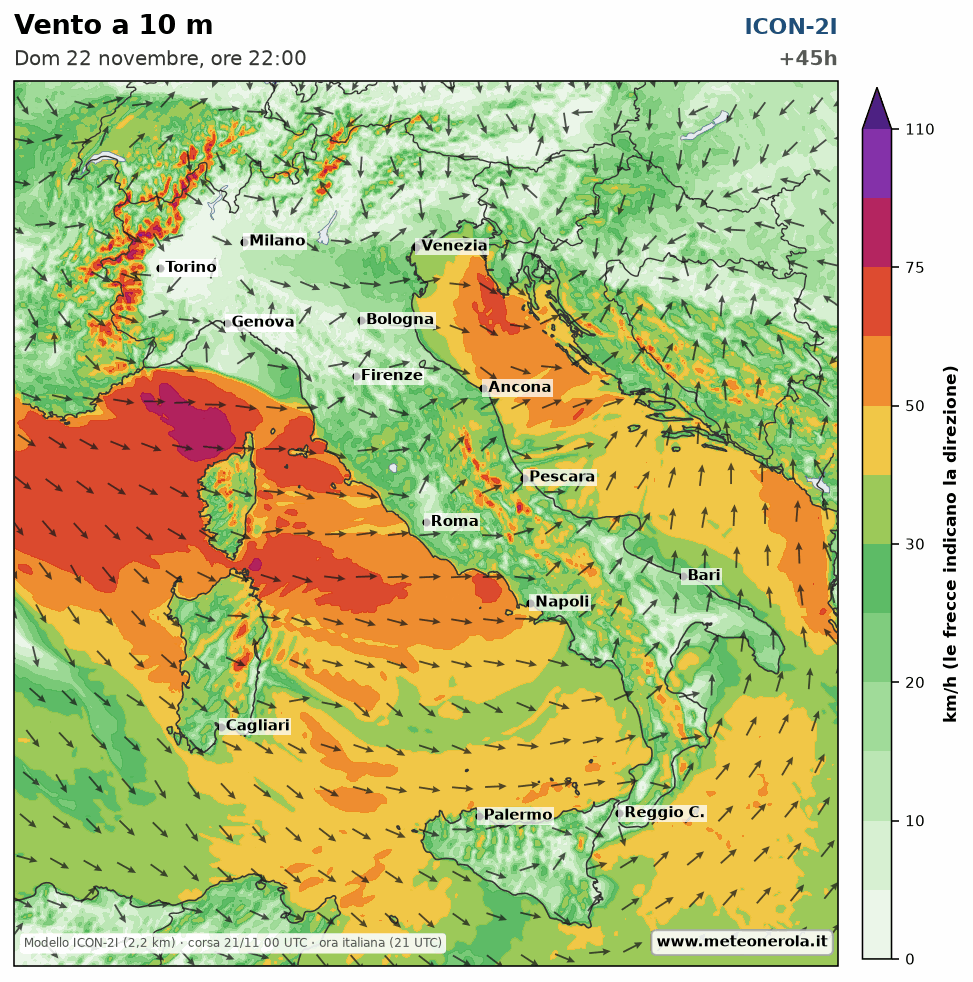 Vento a 10 m
ICON-2I
Dom 22 novembre, ore 22:00
+45h
110
75
50
30
20
10
0
km/h (le frecce indicano la direzione)
Milano
Venezia
Torino
Genova
Bologna
Firenze
Ancona
Pescara
Roma
Bari
Napoli
Cagliari
Palermo
Reggio C.
Modello ICON-2I (2,2 km) · corsa 21/11 00 UTC · ora italiana (21 UTC)
www.meteonerola.it